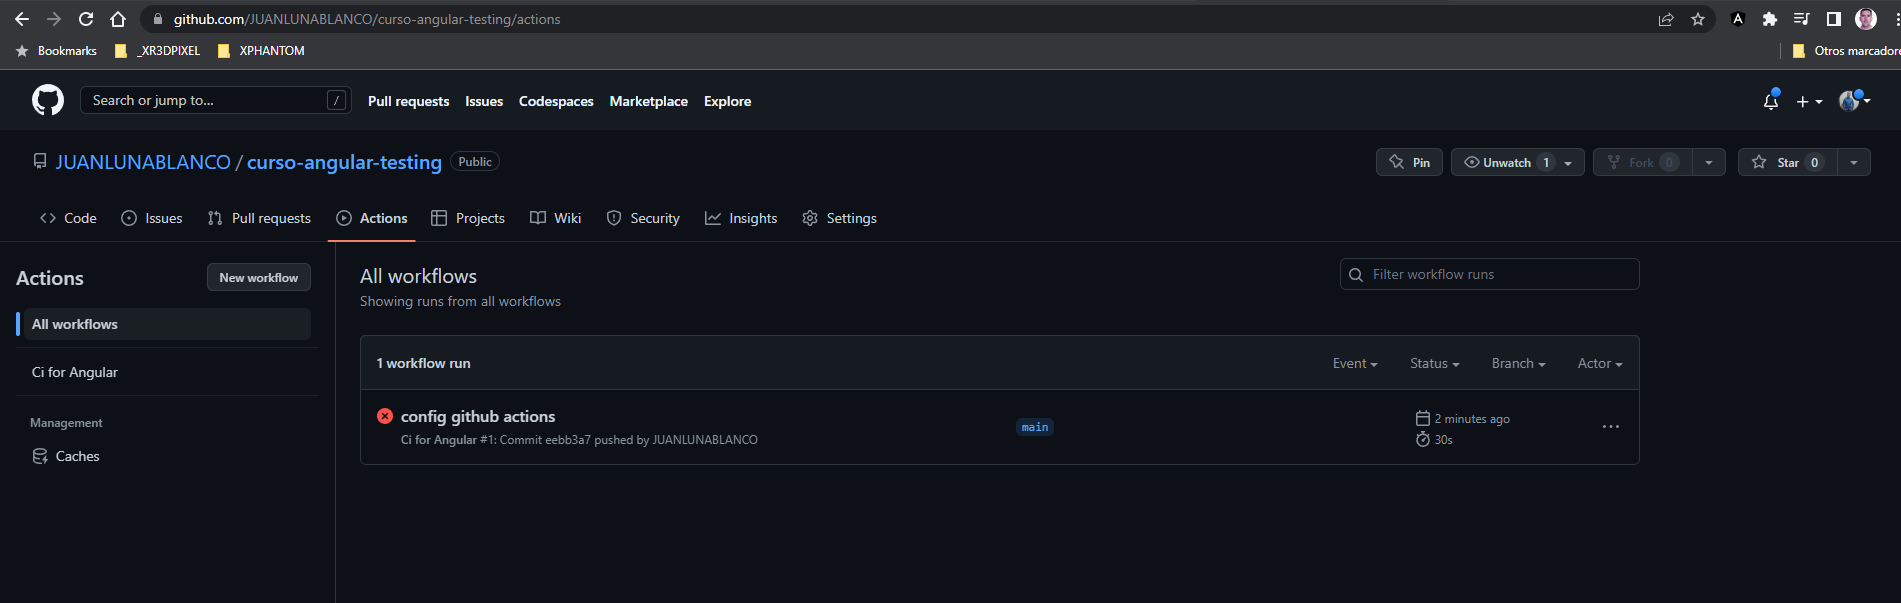 github.com/JUANLUNABLANCO/curso-angular-testing/actions
Bookmarks _XR3DPIXEL XPHANTOM Otros marcadore
Search or jump to... / Pull requests Issues Codespaces Marketplace Explore
JUANLUNABLANCO / curso-angular-testing Public Pin Unwatch 1 Fork 0 Star 0
Code Issues Pull requests Actions Projects Wiki Security Insights Settings
Actions New workflow
All workflows
Ci for Angular
Management
Caches
All workflows Filter workflow runs
Showing runs from all workflows
1 workflow run Event Status Branch Actor
config github actions main 2 minutes ago
Ci for Angular #1: Commit eebb3a7 pushed by JUANLUNABLANCO 30s